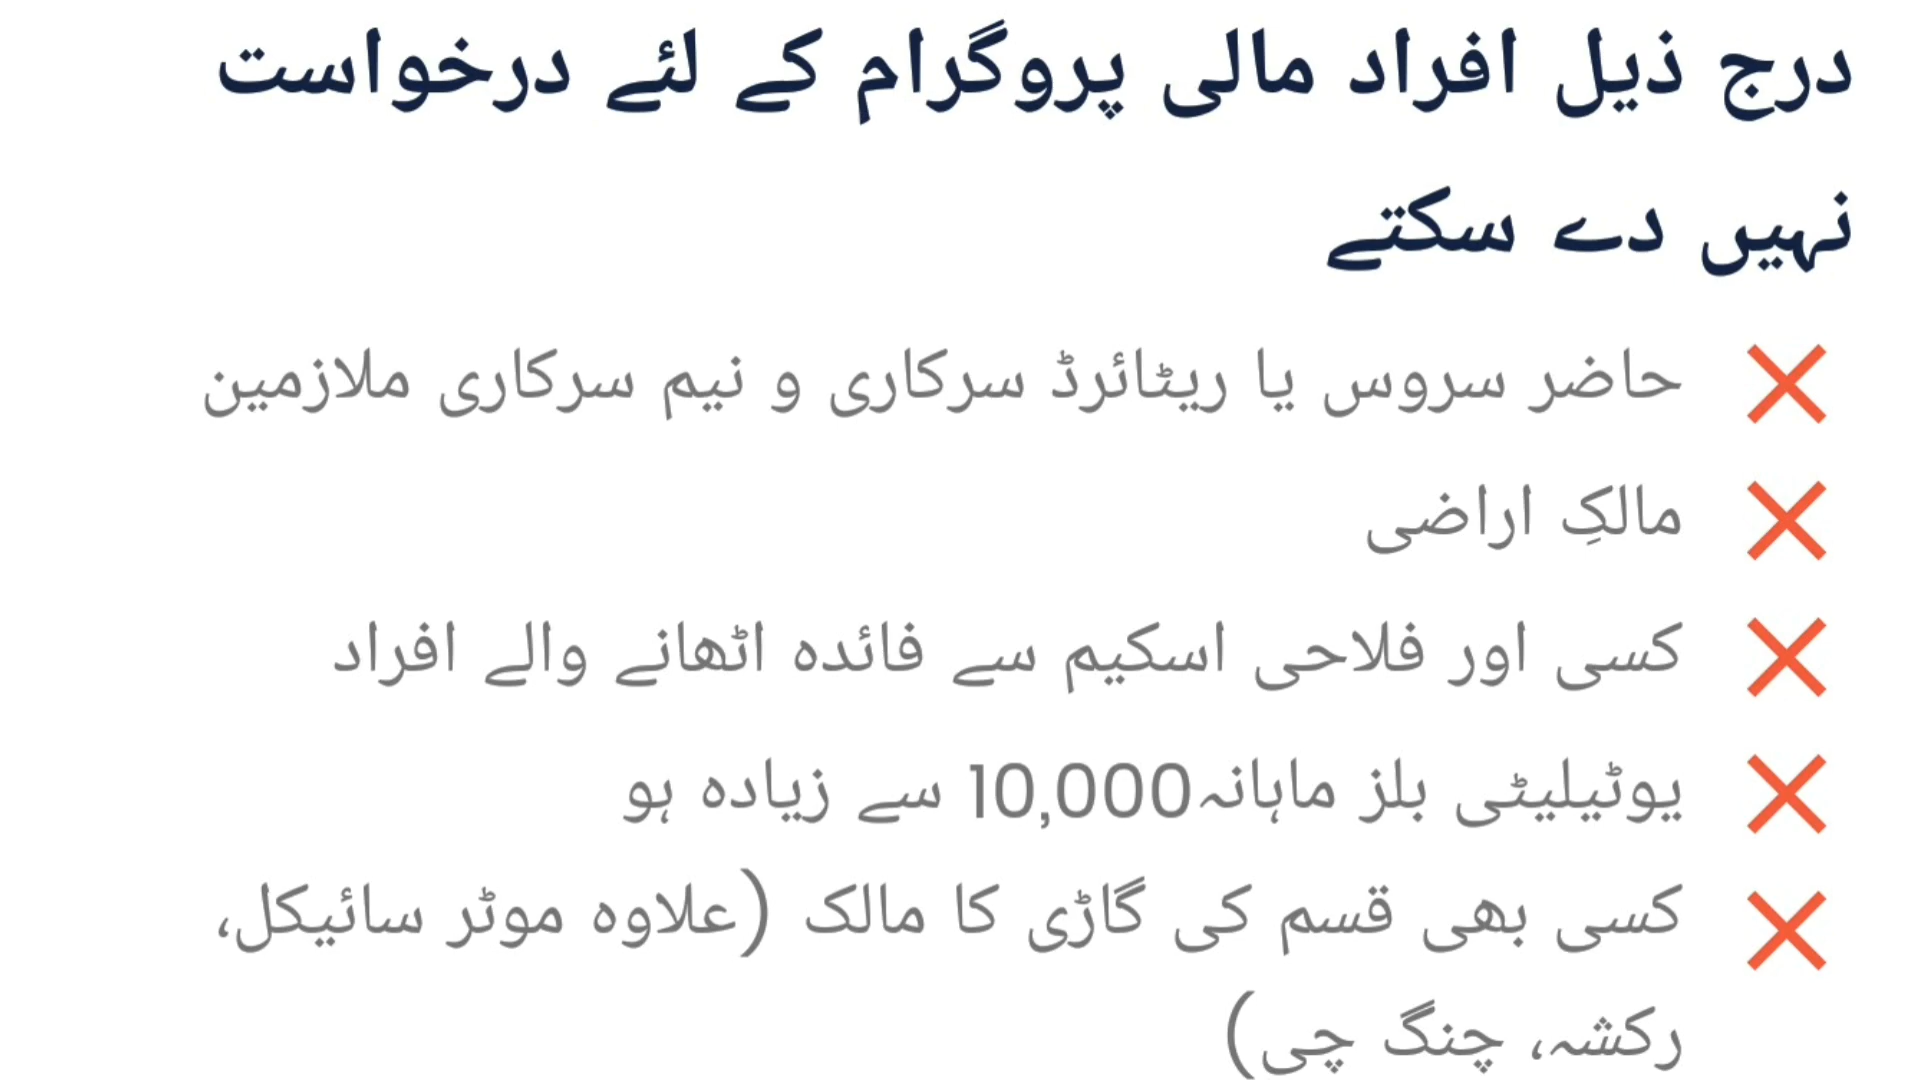 درج ذیل افراد مالی پروگرام کے لئے درخواست
نہیں دے سکتے
حاضر سروس یا ریٹائرڈ سرکاری و نیم سرکاری ملازمین
مالکِ اراضی
کسی اور فلاحی اسکیم سے فائدہ اٹھانے والے افراد
یوٹیلیٹی بلز ماہانہ10,000 سے زیادہ ہو
کسی بھی قسم کی گاڑی کا مالک (علاوہ موٹر سائیکل،
رکشہ، چنگ چی)